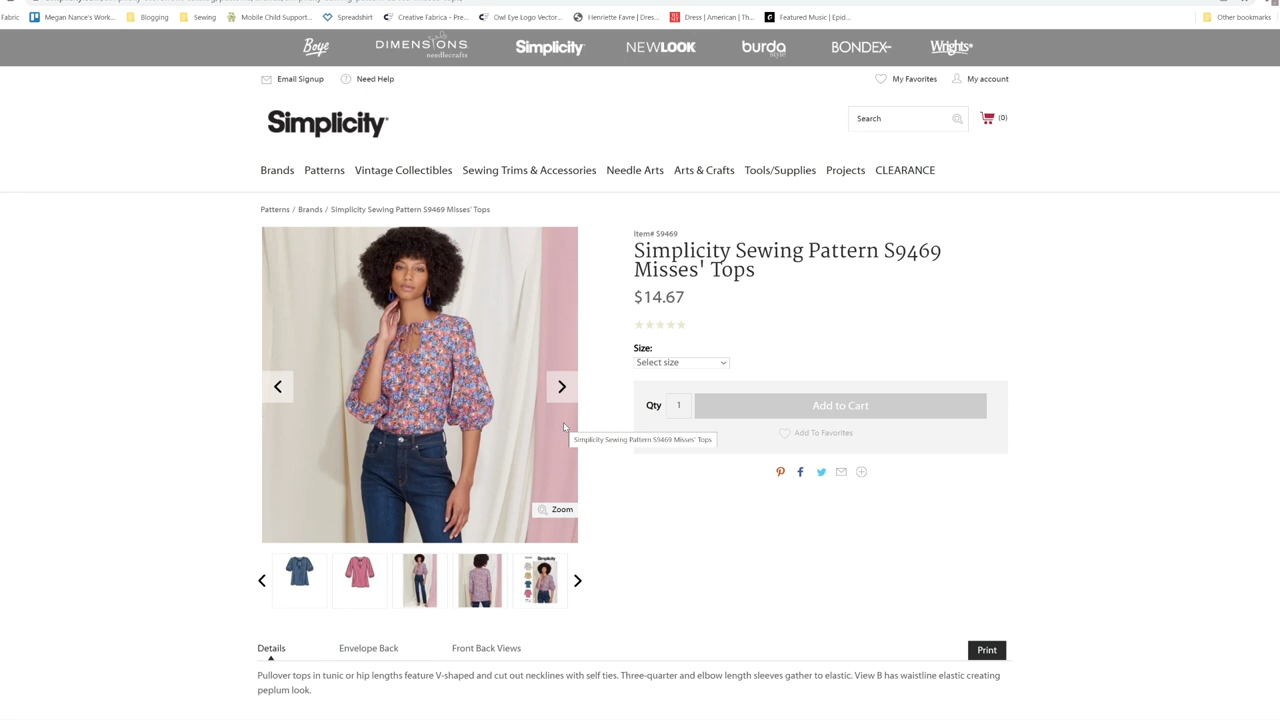 Fabric
Megan Nance's Work...
Blogging
Sewing
Mobile Child Support...
Spreadshirt
Creative Fabrica - Pre...
Owl Eye Logo Vector...
Henriette Favre | Dres...
Dress | American | Th...
Featured Music | Epid...
Other bookmarks
Boye
DIMENSIONS
needlecrafts
Simplicity
NEWLOOK
burda
style
BONDEX
Wrights
Email Signup
Need Help
My Favorites
My account
Simplicity
Search
(0)
Brands
Patterns
Vintage Collectibles
Sewing Trims & Accessories
Needle Arts
Arts & Crafts
Tools/Supplies
Projects
CLEARANCE
Patterns / Brands / Simplicity Sewing Pattern S9469 Misses' Tops
Item# S9469
Simplicity Sewing Pattern S9469
Misses' Tops
$14.67
Size:
Select size
Qty
1
Add to Cart
Add To Favorites
Simplicity Sewing Pattern S9469 Misses' Tops
Zoom
Simplicity
Details
Envelope Back
Front Back Views
Print
Pullover tops in tunic or hip lengths feature V-shaped and cut out necklines with self ties. Three-quarter and elbow length sleeves gather to elastic. View B has waistline elastic creating
peplum look.